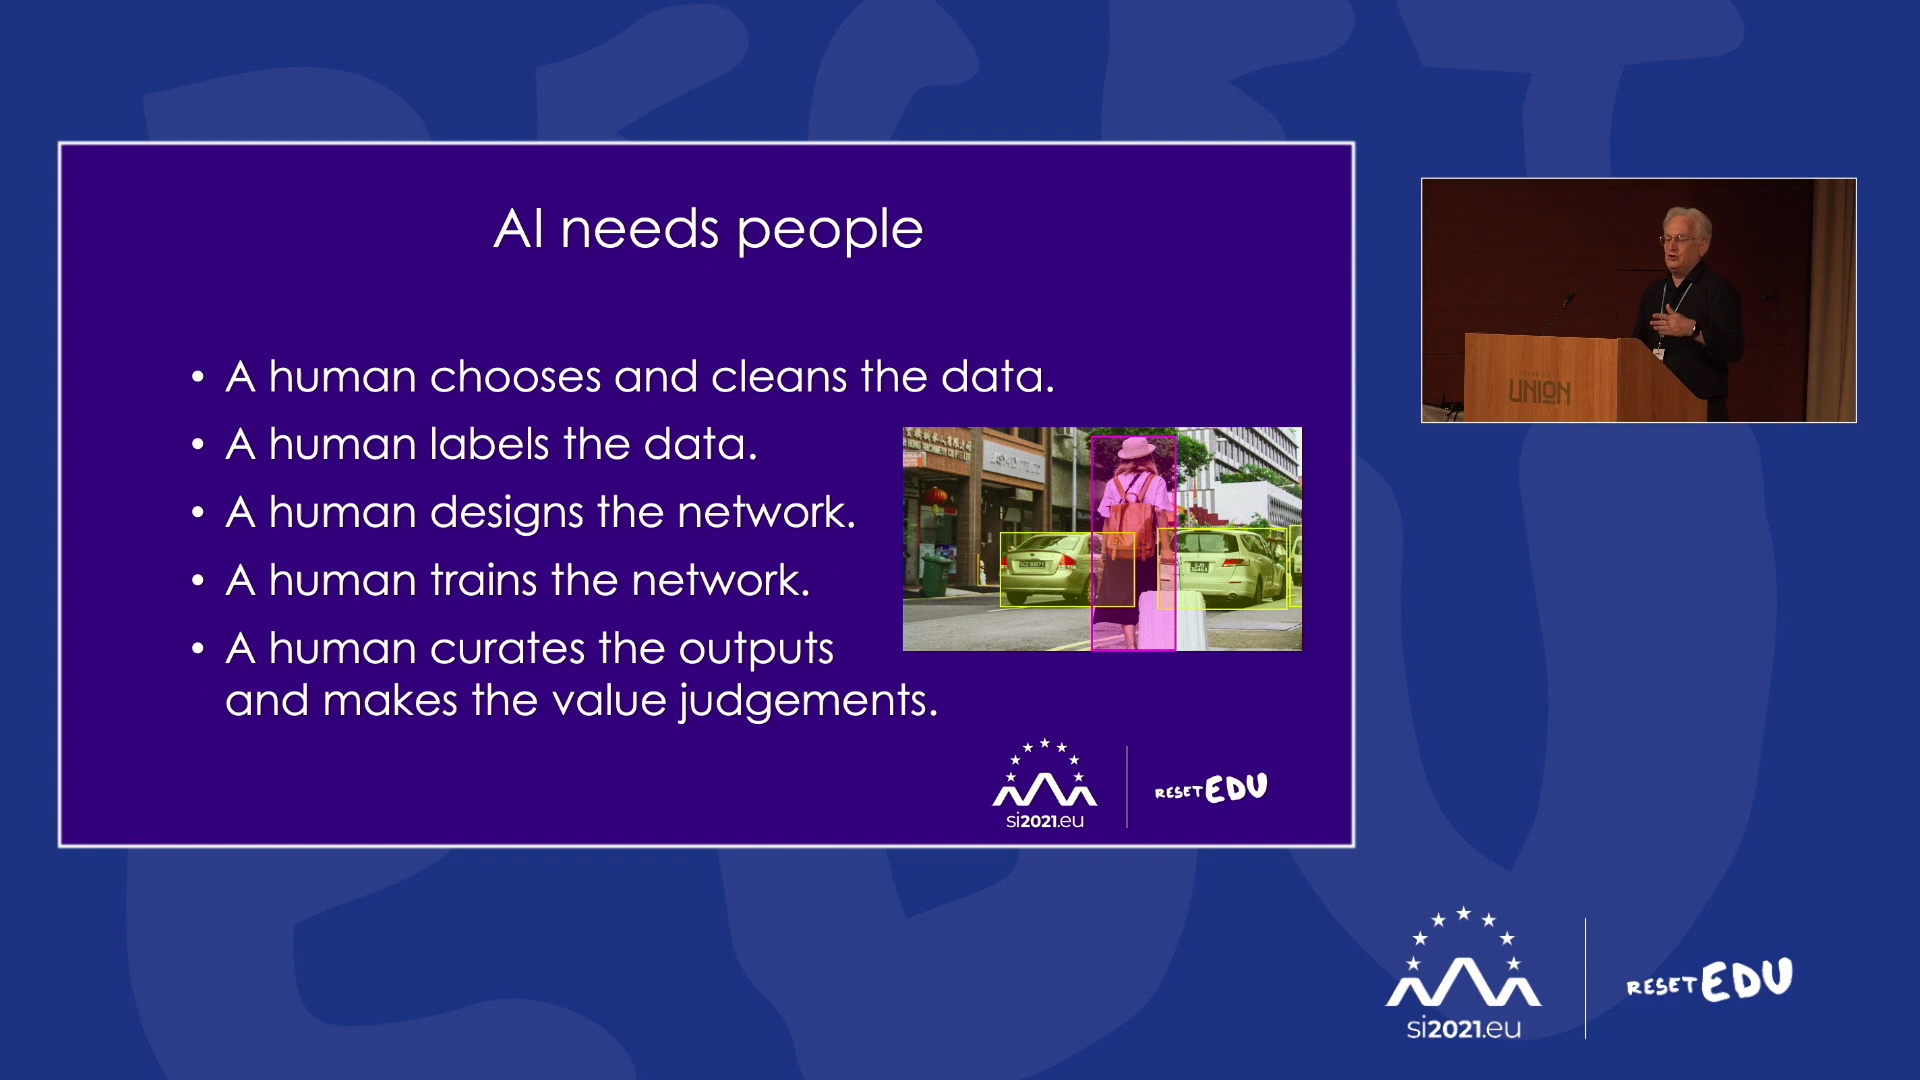 AI needs people
• A human chooses and cleans the data.
• A human labels the data.
• A human designs the network.
• A human trains the network.
• A human curates the outputs
and makes the value judgements.
si2021.eu
RESET EDU
UNION
si2021.eu
RESET EDU